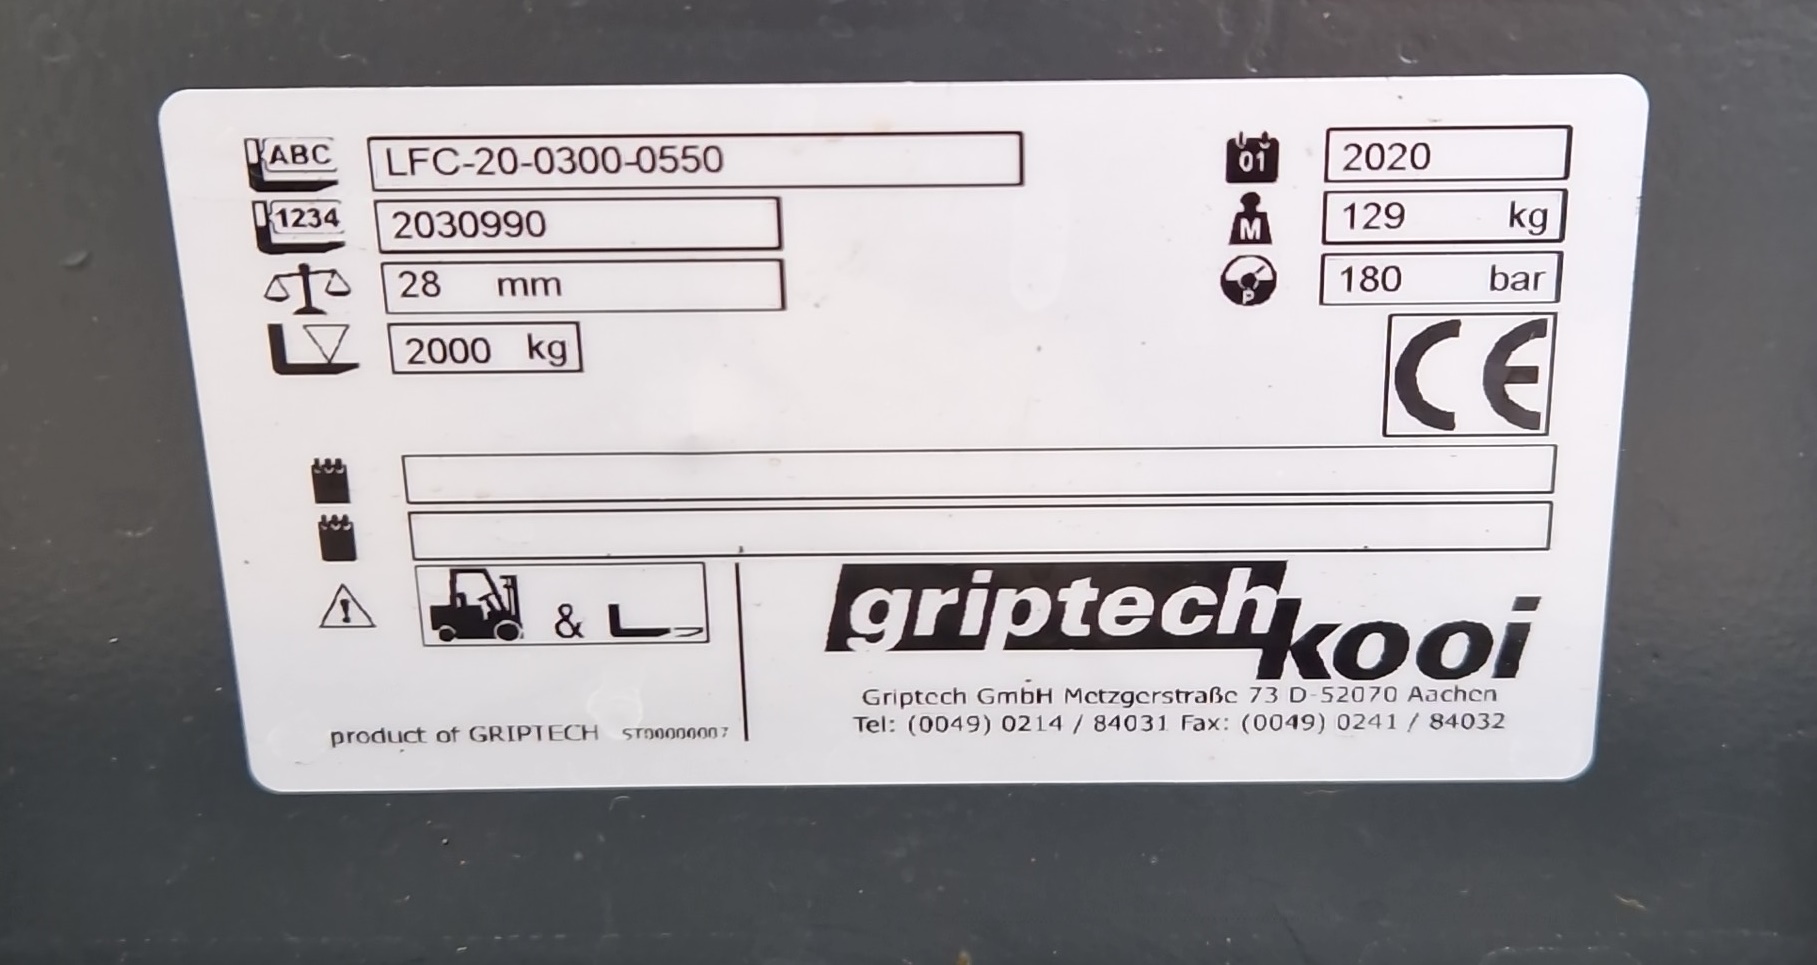 ABC LFC-20-0300-0550 01 2020
1234 2030990 M 129 kg
28 mm P 180 bar
2000 kg
CE
& griptech kooi
Griptech GmbH Metzgerstraße 73 D-52070 Aachen
product of GRIPTECH ST00000007 Tel: (0049) 0214 / 84031 Fax: (0049) 0241 / 84032